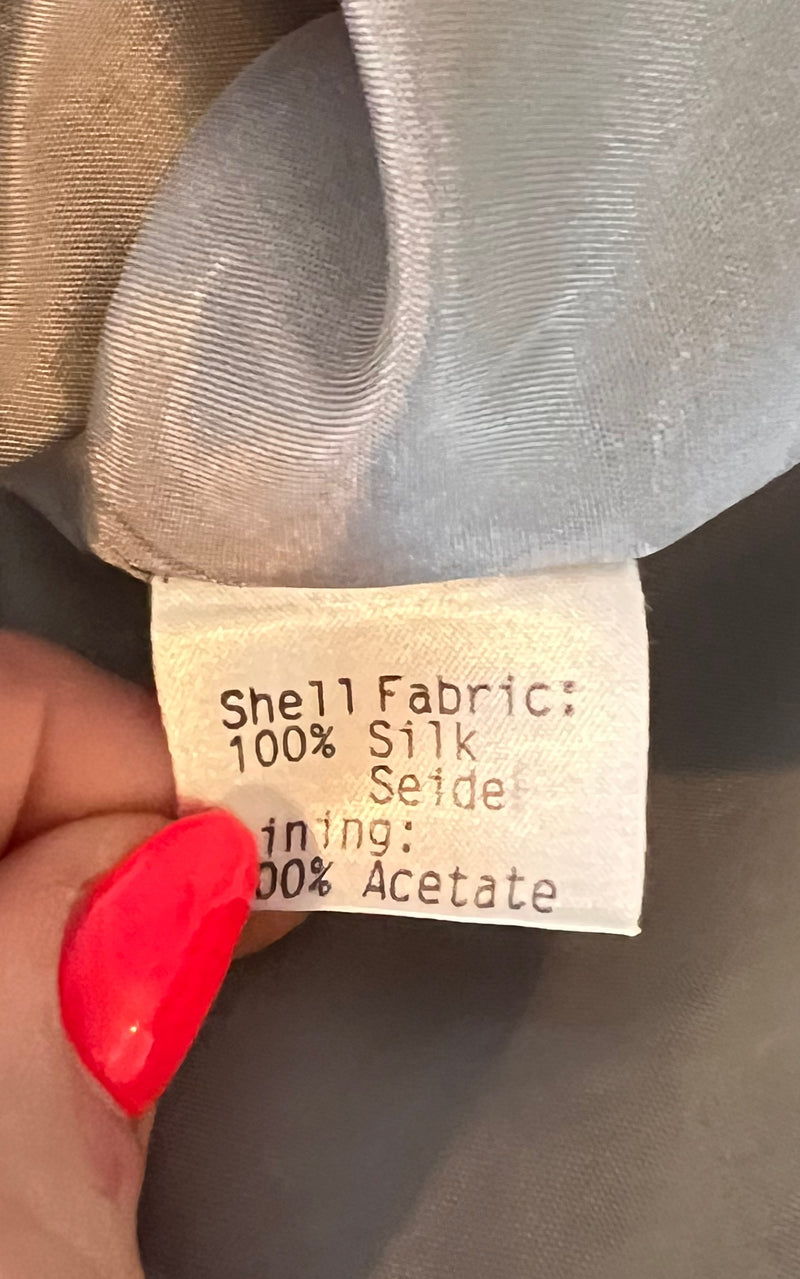 Shell Fabric:
100% Silk
Seide
ining:
00% Acetate